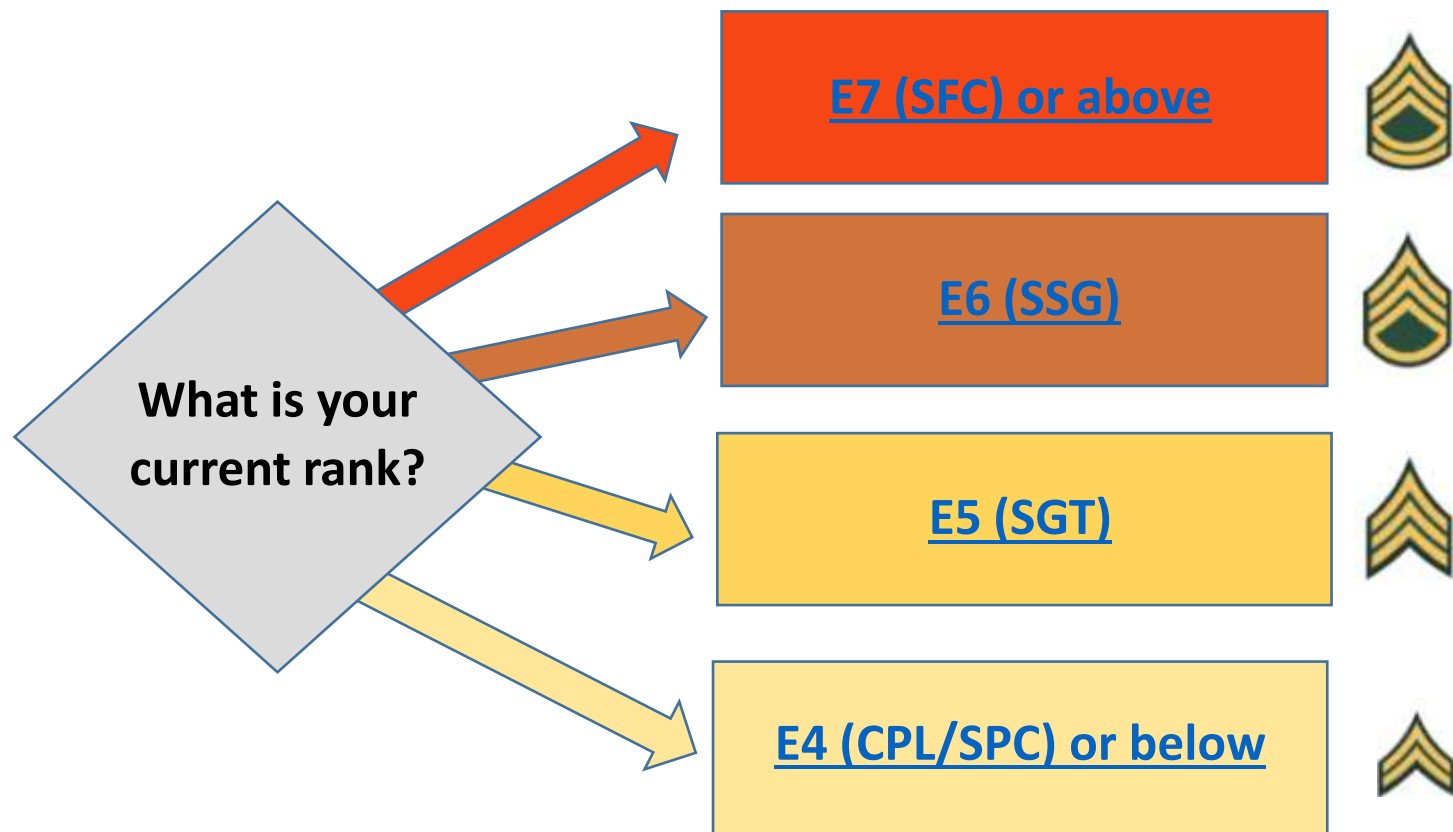 What is your
current rank?
E7 (SFC) or above
E6 (SSG)
E5 (SGT)
E4 (CPL/SPC) or below